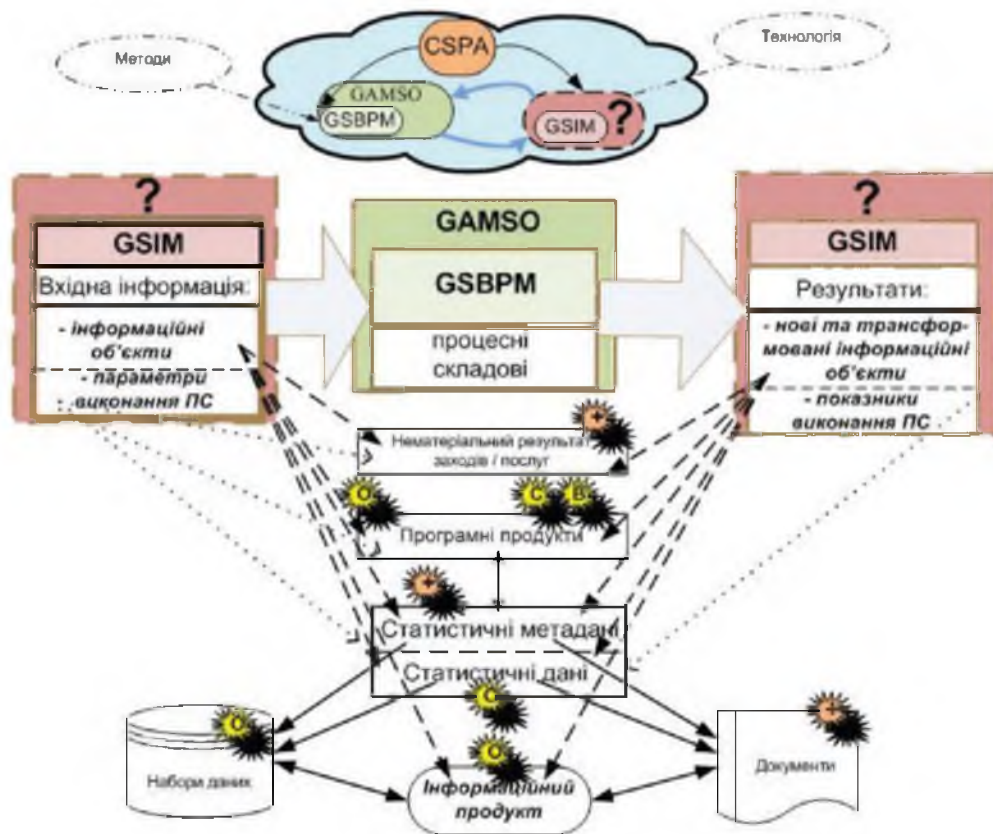 CSPA
Методи
Технологія
GAMSO
GSBPM
GSIM
?
?
GSIM
Вхідна інформація:
- інформаційні
об'єкти
- параметри
виконання ПС
GAMSO
GSBPM
процесні
складові
?
GSIM
Результати:
- нові та трансфор-
мовані інформаційні
об'єкти
- показники
виконання ПС
+
Нематеріальний результат
заходів / послуг
О
С
В
Програмні продукти
+
Статистичні метадані
Статистичні дані
О
Набори даних
О
Інформаційний
продукт
+
Документи